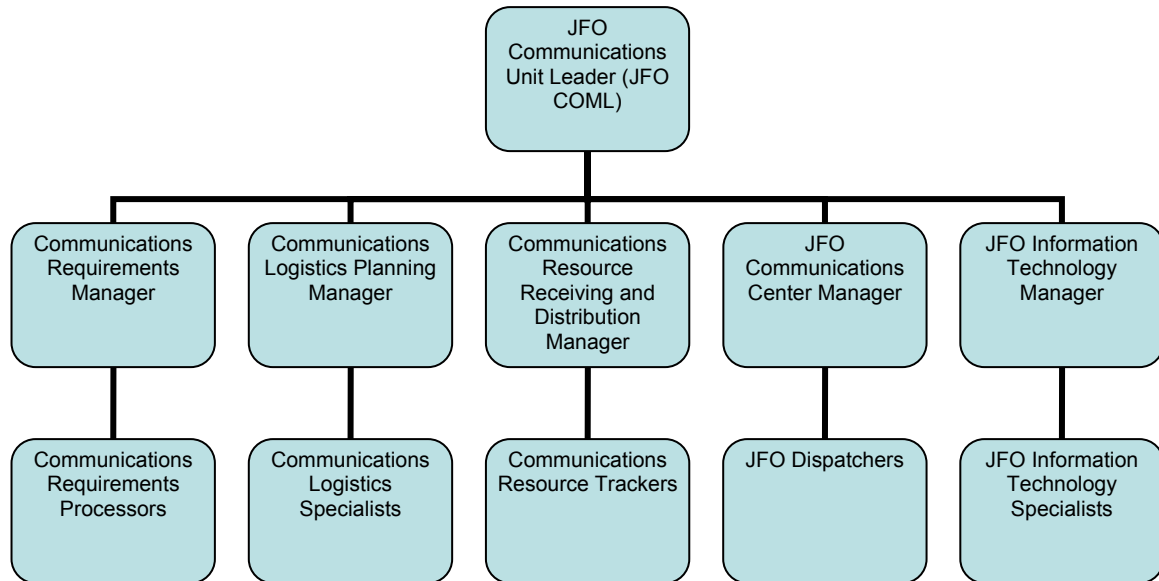 JFO
Communications
Unit Leader (JFO
COML)
Communications
Requirements
Manager
Communications
Logistics Planning
Manager
Communications
Resource
Receiving and
Distribution
Manager
JFO
Communications
Center Manager
JFO Information
Technology
Manager
Communications
Requirements
Processors
Communications
Logistics
Specialists
Communications
Resource Trackers
JFO Dispatchers
JFO Information
Technology
Specialists